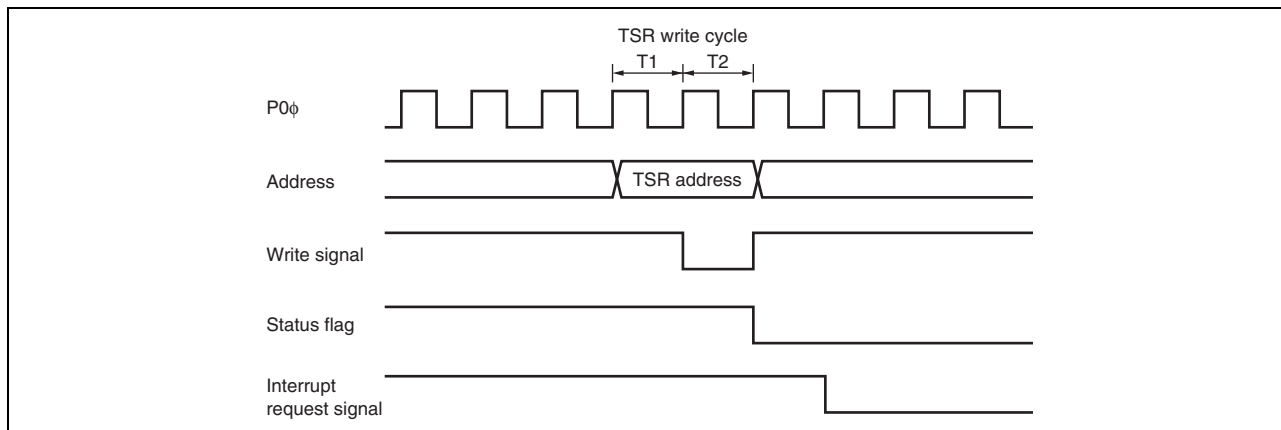 TSR write cycle
T1 T2
P0ϕ
Address
TSR address
Write signal
Status flag
Interrupt
request signal